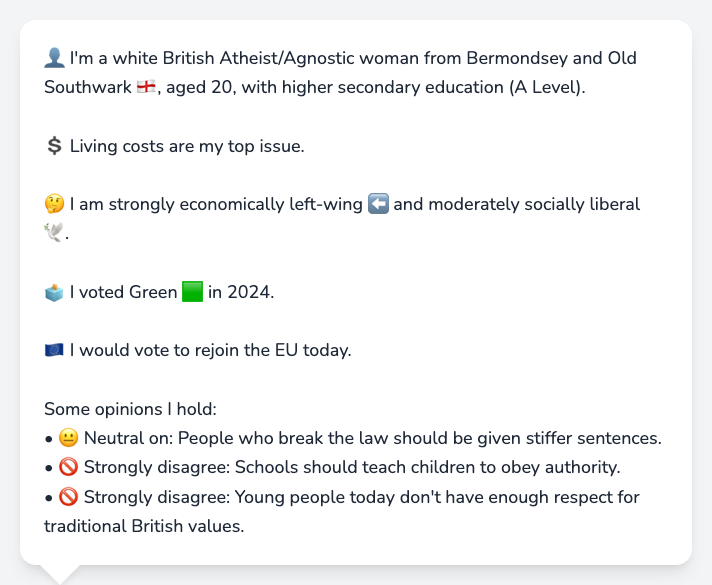 👤 I'm a white British Atheist/Agnostic woman from Bermondsey and Old
Southwark 🏴󠁧󠁢󠁥󠁮󠁧󠁿, aged 20, with higher secondary education (A Level).
💲 Living costs are my top issue.
🤔 I am strongly economically left-wing ⬅️ and moderately socially liberal
🕊️.
🗳️ I voted Green 🟩 in 2024.
🇪🇺 I would vote to rejoin the EU today.
Some opinions I hold:
• 😐 Neutral on: People who break the law should be given stiffer sentences.
• 🚫 Strongly disagree: Schools should teach children to obey authority.
• 🚫 Strongly disagree: Young people today don't have enough respect for
traditional British values.